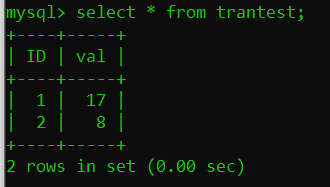 mysql> select * from trantest;
+----+-----+
| ID | val |
+----+-----+
|  1 |  17 |
|  2 |   8 |
+----+-----+
2 rows in set (0.00 sec)